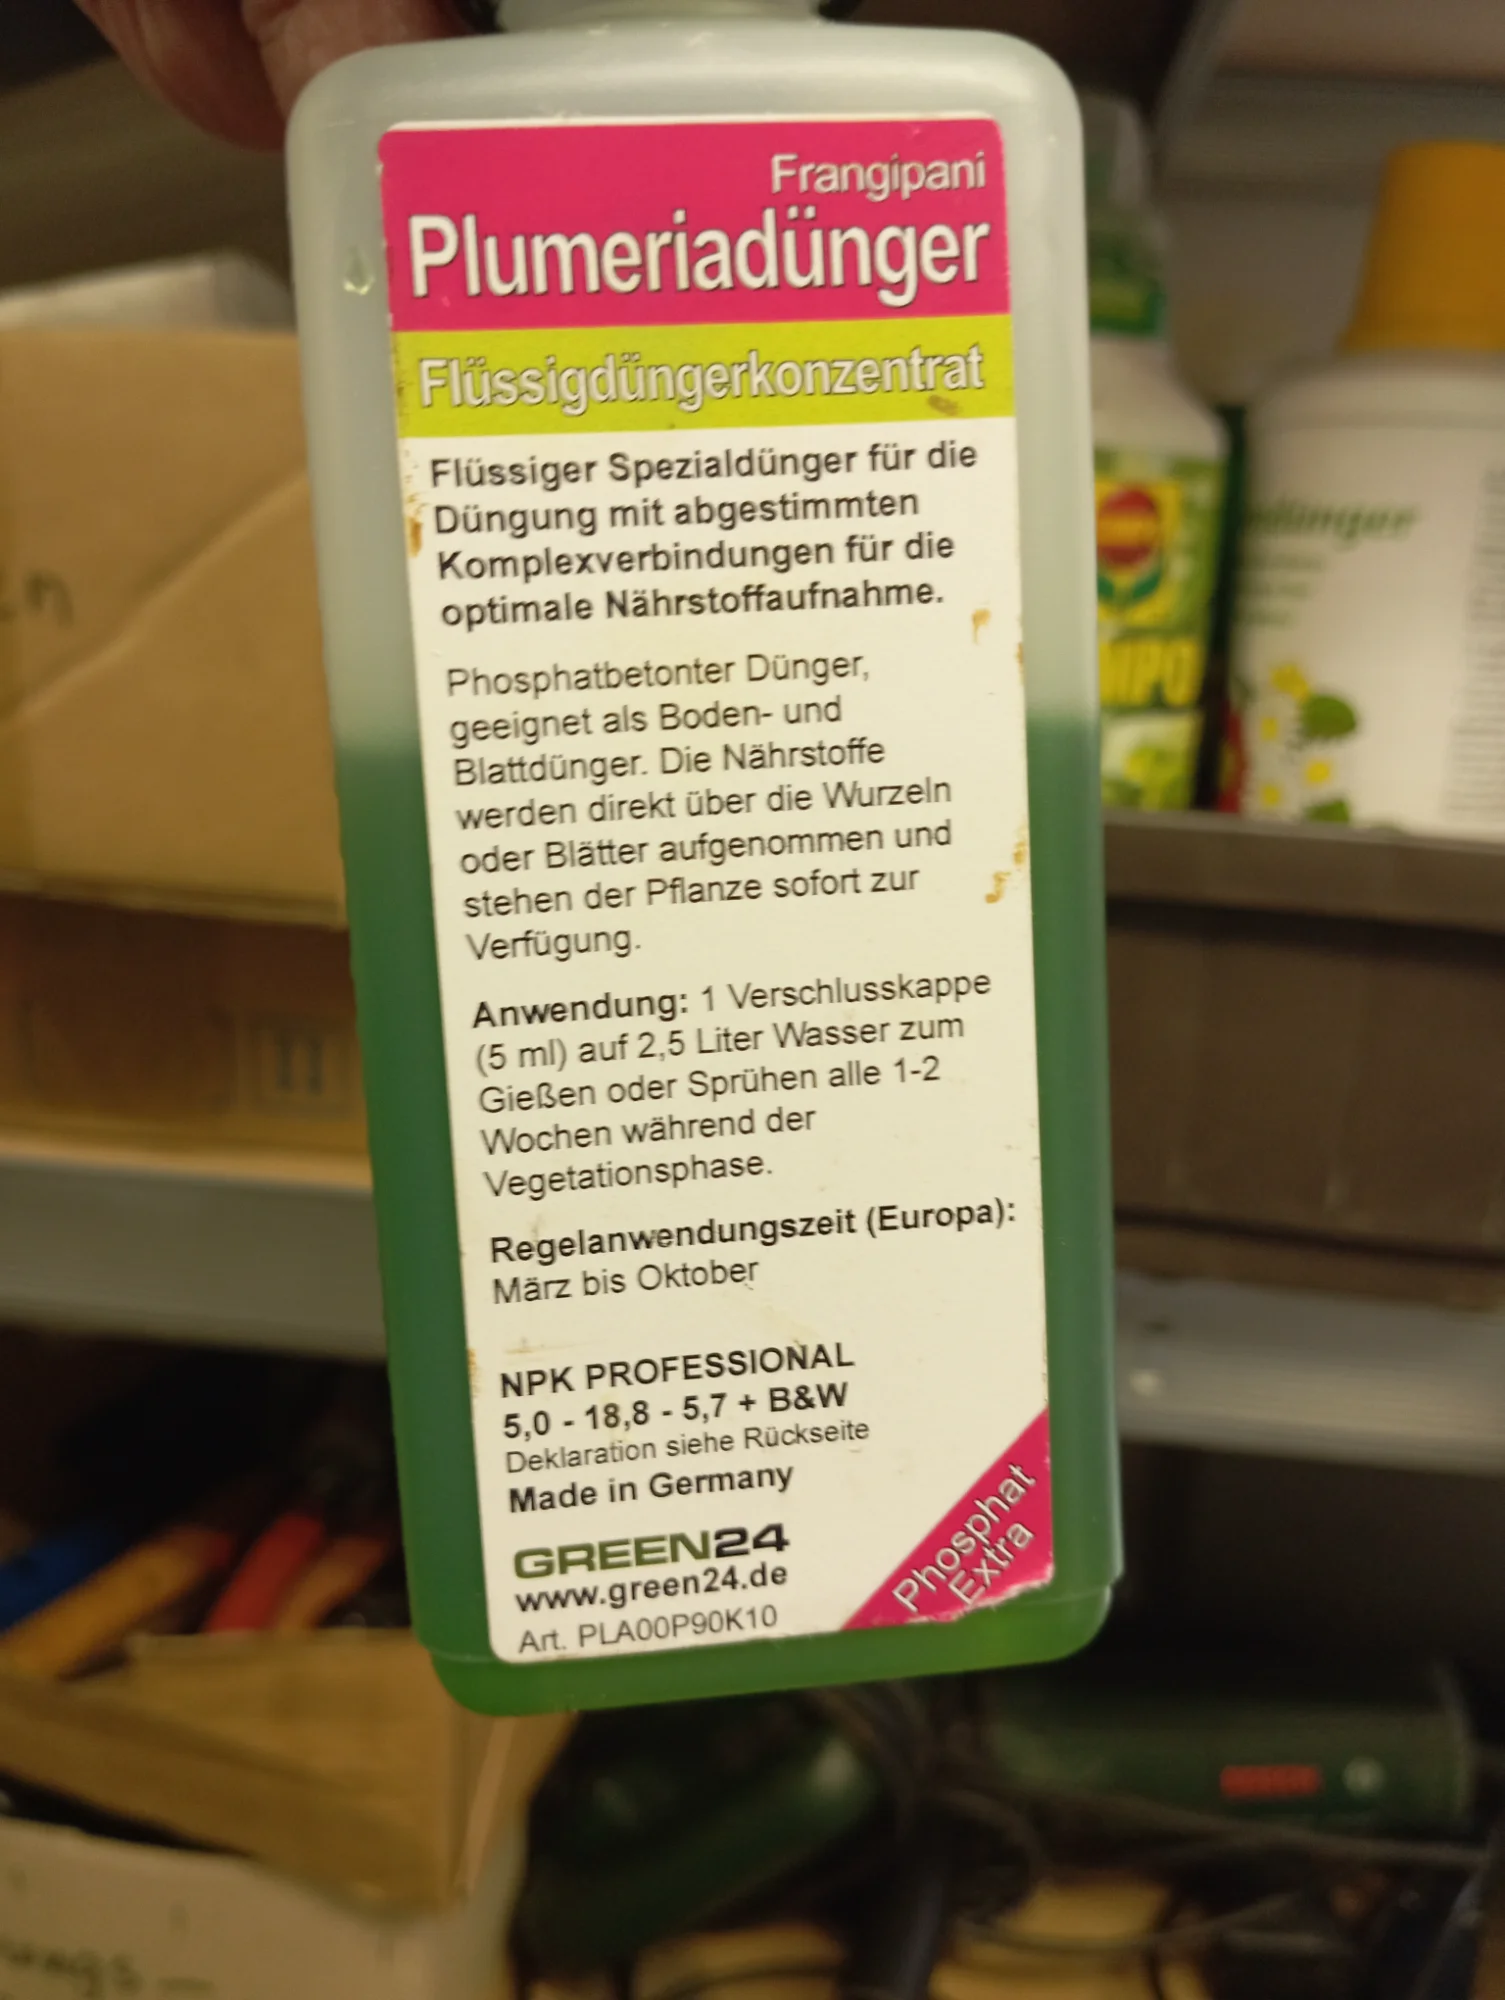 Frangipani
Plumeriadünger
Flüssigdüngerkonzentrat
Flüssiger Spezialdünger für die
Düngung mit abgestimmten
Komplexverbindungen für die
optimale Nährstoffaufnahme.
Phosphatbetonter Dünger,
geeignet als Boden- und
Blattdünger. Die Nährstoffe
werden direkt über die Wurzeln
oder Blätter aufgenommen und
stehen der Pflanze sofort zur
Verfügung.
Anwendung: 1 Verschlusskappe
(5 ml) auf 2,5 Liter Wasser zum
Gießen oder Sprühen alle 1-2
Wochen während der
Vegetationsphase.
Regelanwendungszeit (Europa):
März bis Oktober
NPK PROFESSIONAL
5,0 - 18,8 - 5,7 + B&W
Deklaration siehe Rückseite
Made in Germany
GREEN24
www.green24.de
Art. PLA00P90K10
Phosphat
Extra